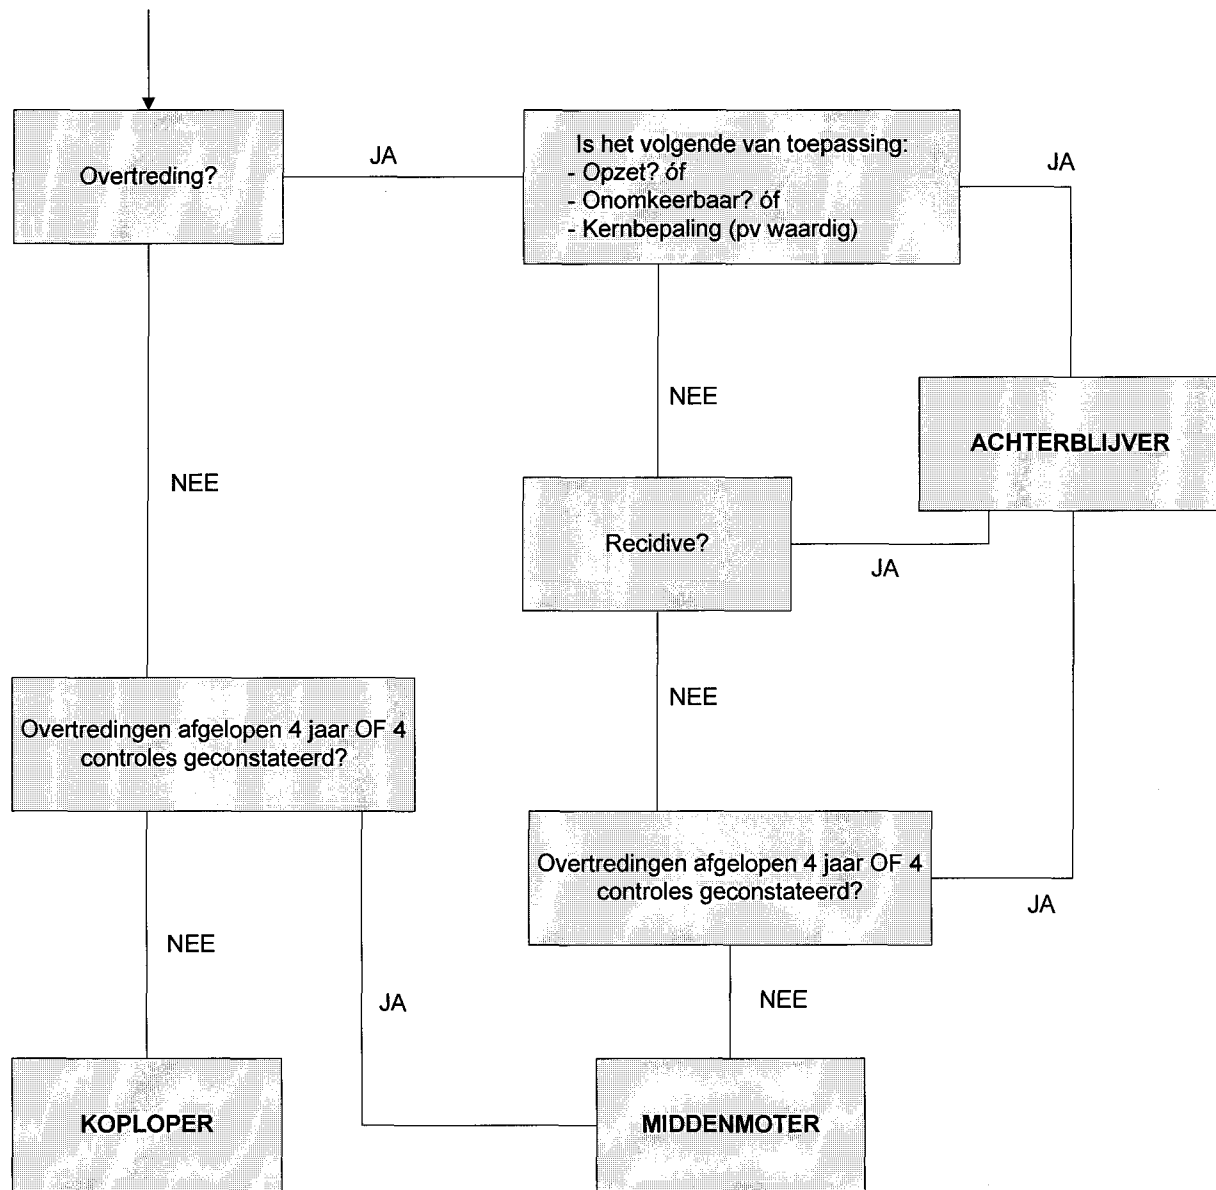 Overtreding?
JA
Is het volgende van toepassing:
- Opzet? óf
- Onomkeerbaar? óf
- Kernbepaling (pv waardig)
JA
NEE
ACHTERBLIJVER
NEE
Recidive?
JA
Overtredingen afgelopen 4 jaar OF 4
controles geconstateerd?
NEE
Overtredingen afgelopen 4 jaar OF 4
controles geconstateerd?
JA
NEE
JA
NEE
KOPLOPER
MIDDENMOTER